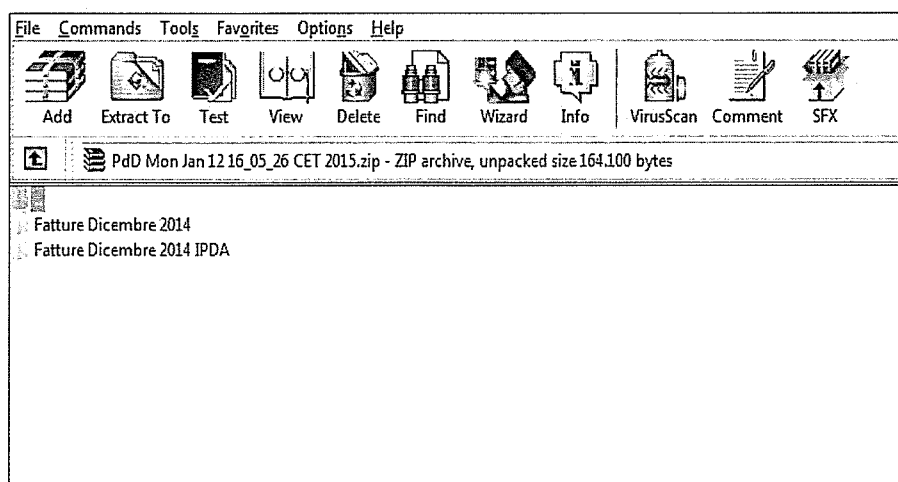 File Commands Tools Favorites Options Help
Add Extract To Test View Delete Find Wizard Info VirusScan Comment SFX
PdD Mon Jan 12 16_05_26 CET 2015.zip - ZIP archive, unpacked size 164.100 bytes
Fatture Dicembre 2014
Fatture Dicembre 2014 IPDA